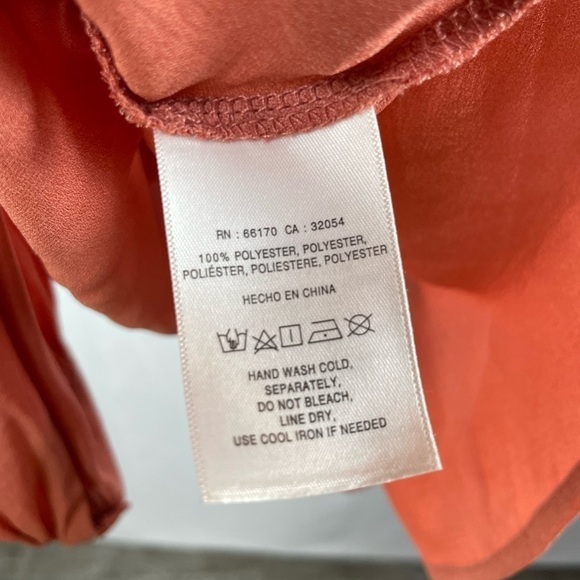 RN : 66170 CA : 32054
100% POLYESTER, POLYESTER,
POLIÉSTER, POLIESTERE, POLYESTER
HECHO EN CHINA
HAND WASH COLD,
SEPARATELY,
DO NOT BLEACH,
LINE DRY,
USE COOL IRON IF NEEDED